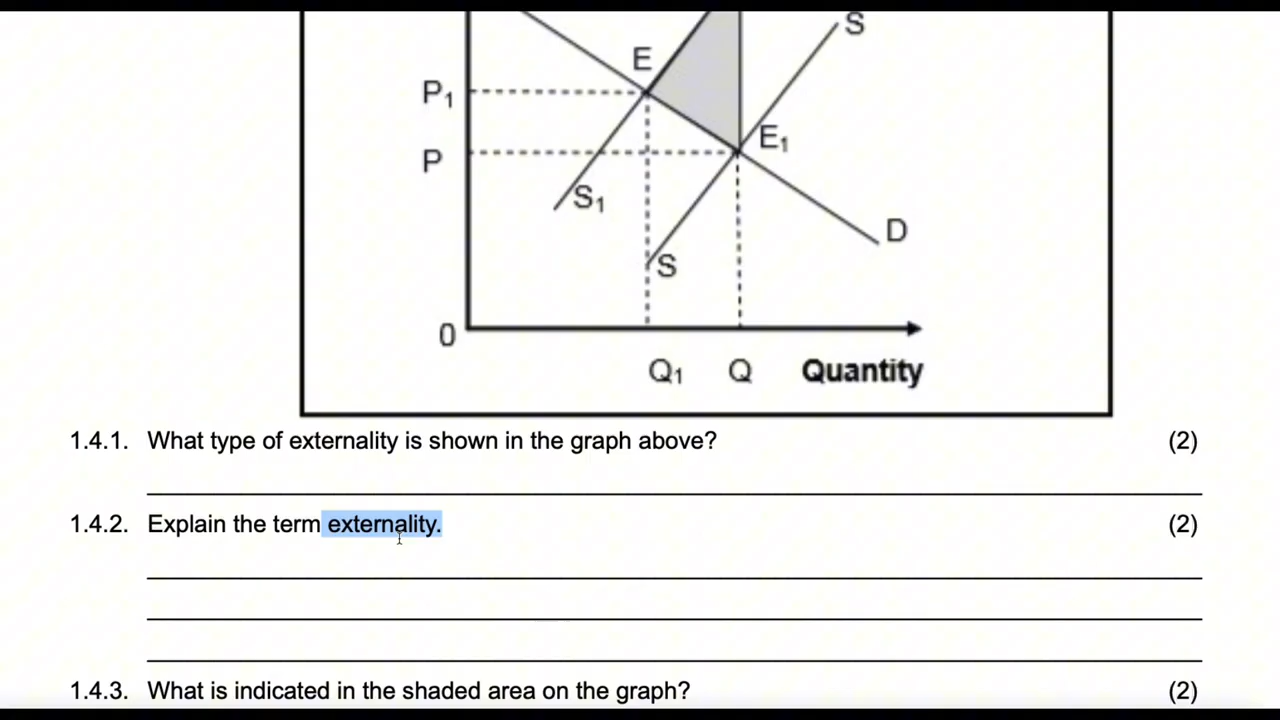 S
E
P₁
E₁
P
S₁
D
S
0
Q₁ Q Quantity
1.4.1. What type of externality is shown in the graph above? (2)
1.4.2. Explain the term externality. (2)
1.4.3. What is indicated in the shaded area on the graph? (2)